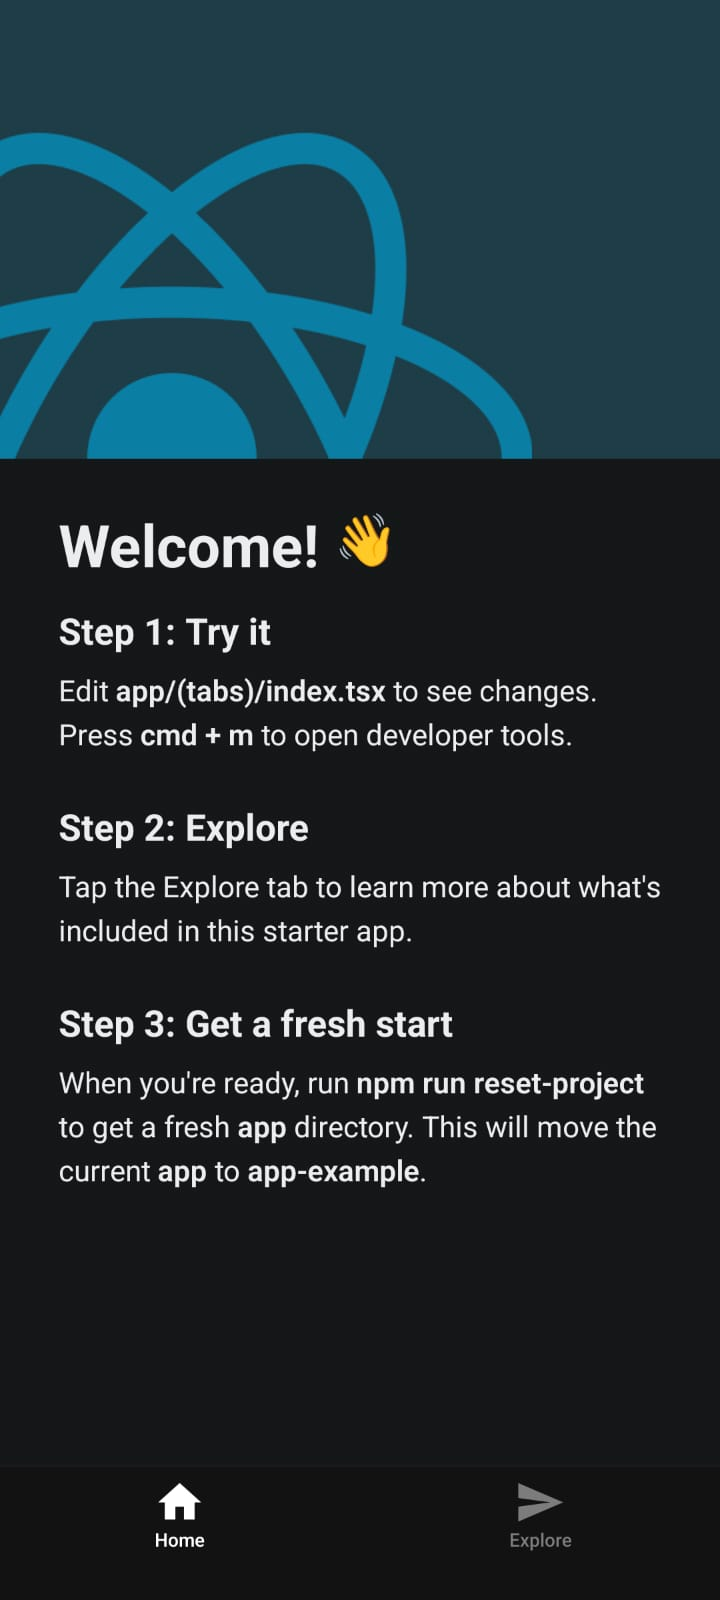 Welcome! 👋
Step 1: Try it
Edit app/(tabs)/index.tsx to see changes.
Press cmd + m to open developer tools.
Step 2: Explore
Tap the Explore tab to learn more about what's
included in this starter app.
Step 3: Get a fresh start
When you're ready, run npm run reset-project
to get a fresh app directory. This will move the
current app to app-example.
Home
Explore